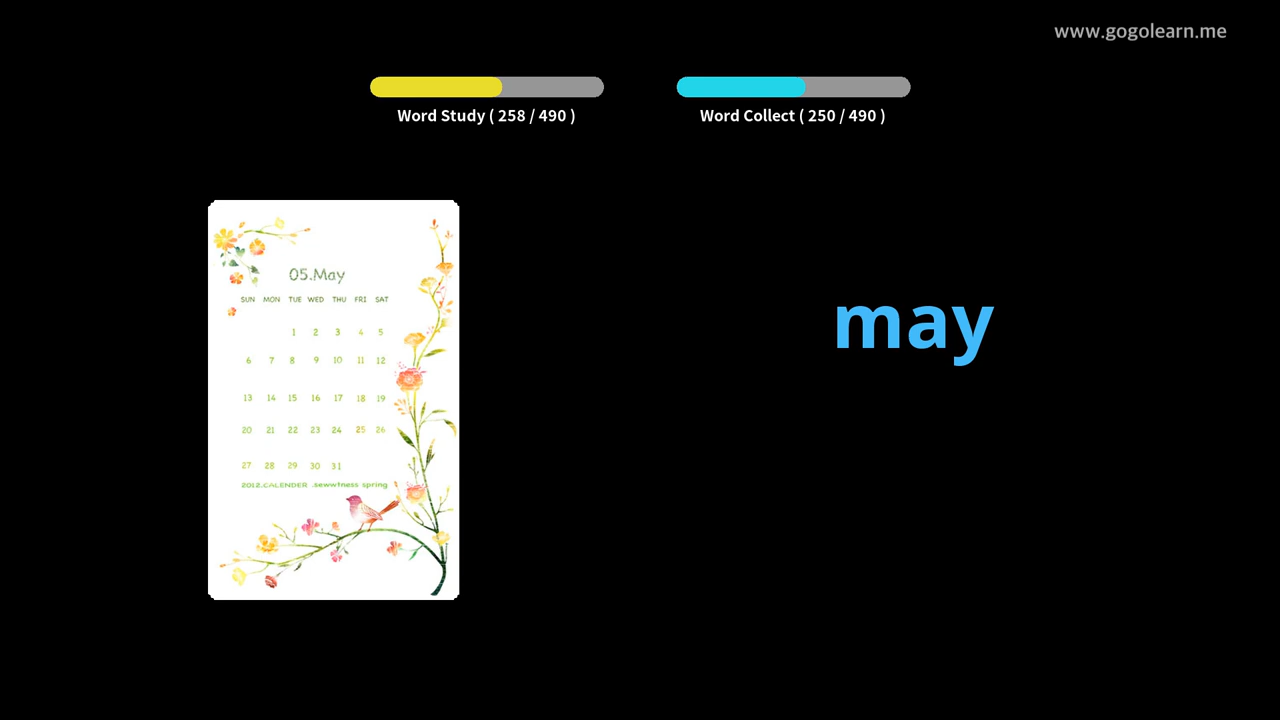 www.gogolearn.me
Word Study ( 258 / 490 )
Word Collect ( 250 / 490 )
05.May
SUN MON TUE WED THU FRI SAT
1 2 3 4 5
6 7 8 9 10 11 12
13 14 15 16 17 18 19
20 21 22 23 24 25 26
27 28 29 30 31
2012.CALENDER .sewwtness spring
may